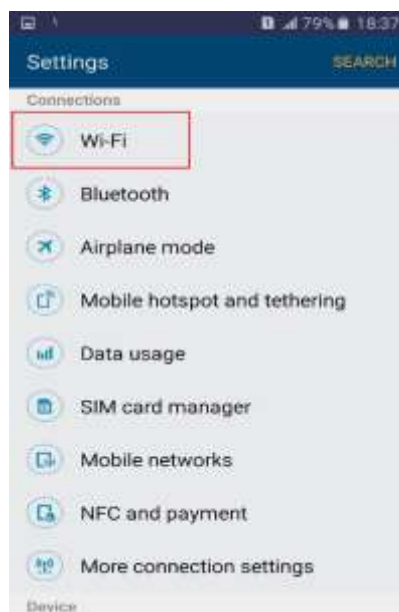 79% 18:37
Settings SEARCH
Connections
Wi-Fi
Bluetooth
Airplane mode
Mobile hotspot and tethering
Data usage
SIM card manager
Mobile networks
NFC and payment
More connection settings
Device